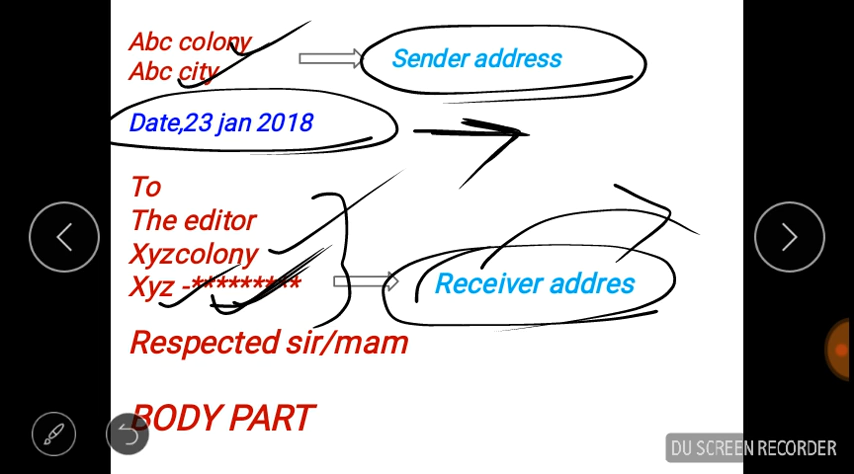 Abc colony
Abc city
Sender address
Date,23 jan 2018
To
The editor
Xyzcolony
Xyz -*********
Receiver addres
Respected sir/mam
BODY PART
DU SCREEN RECORDER